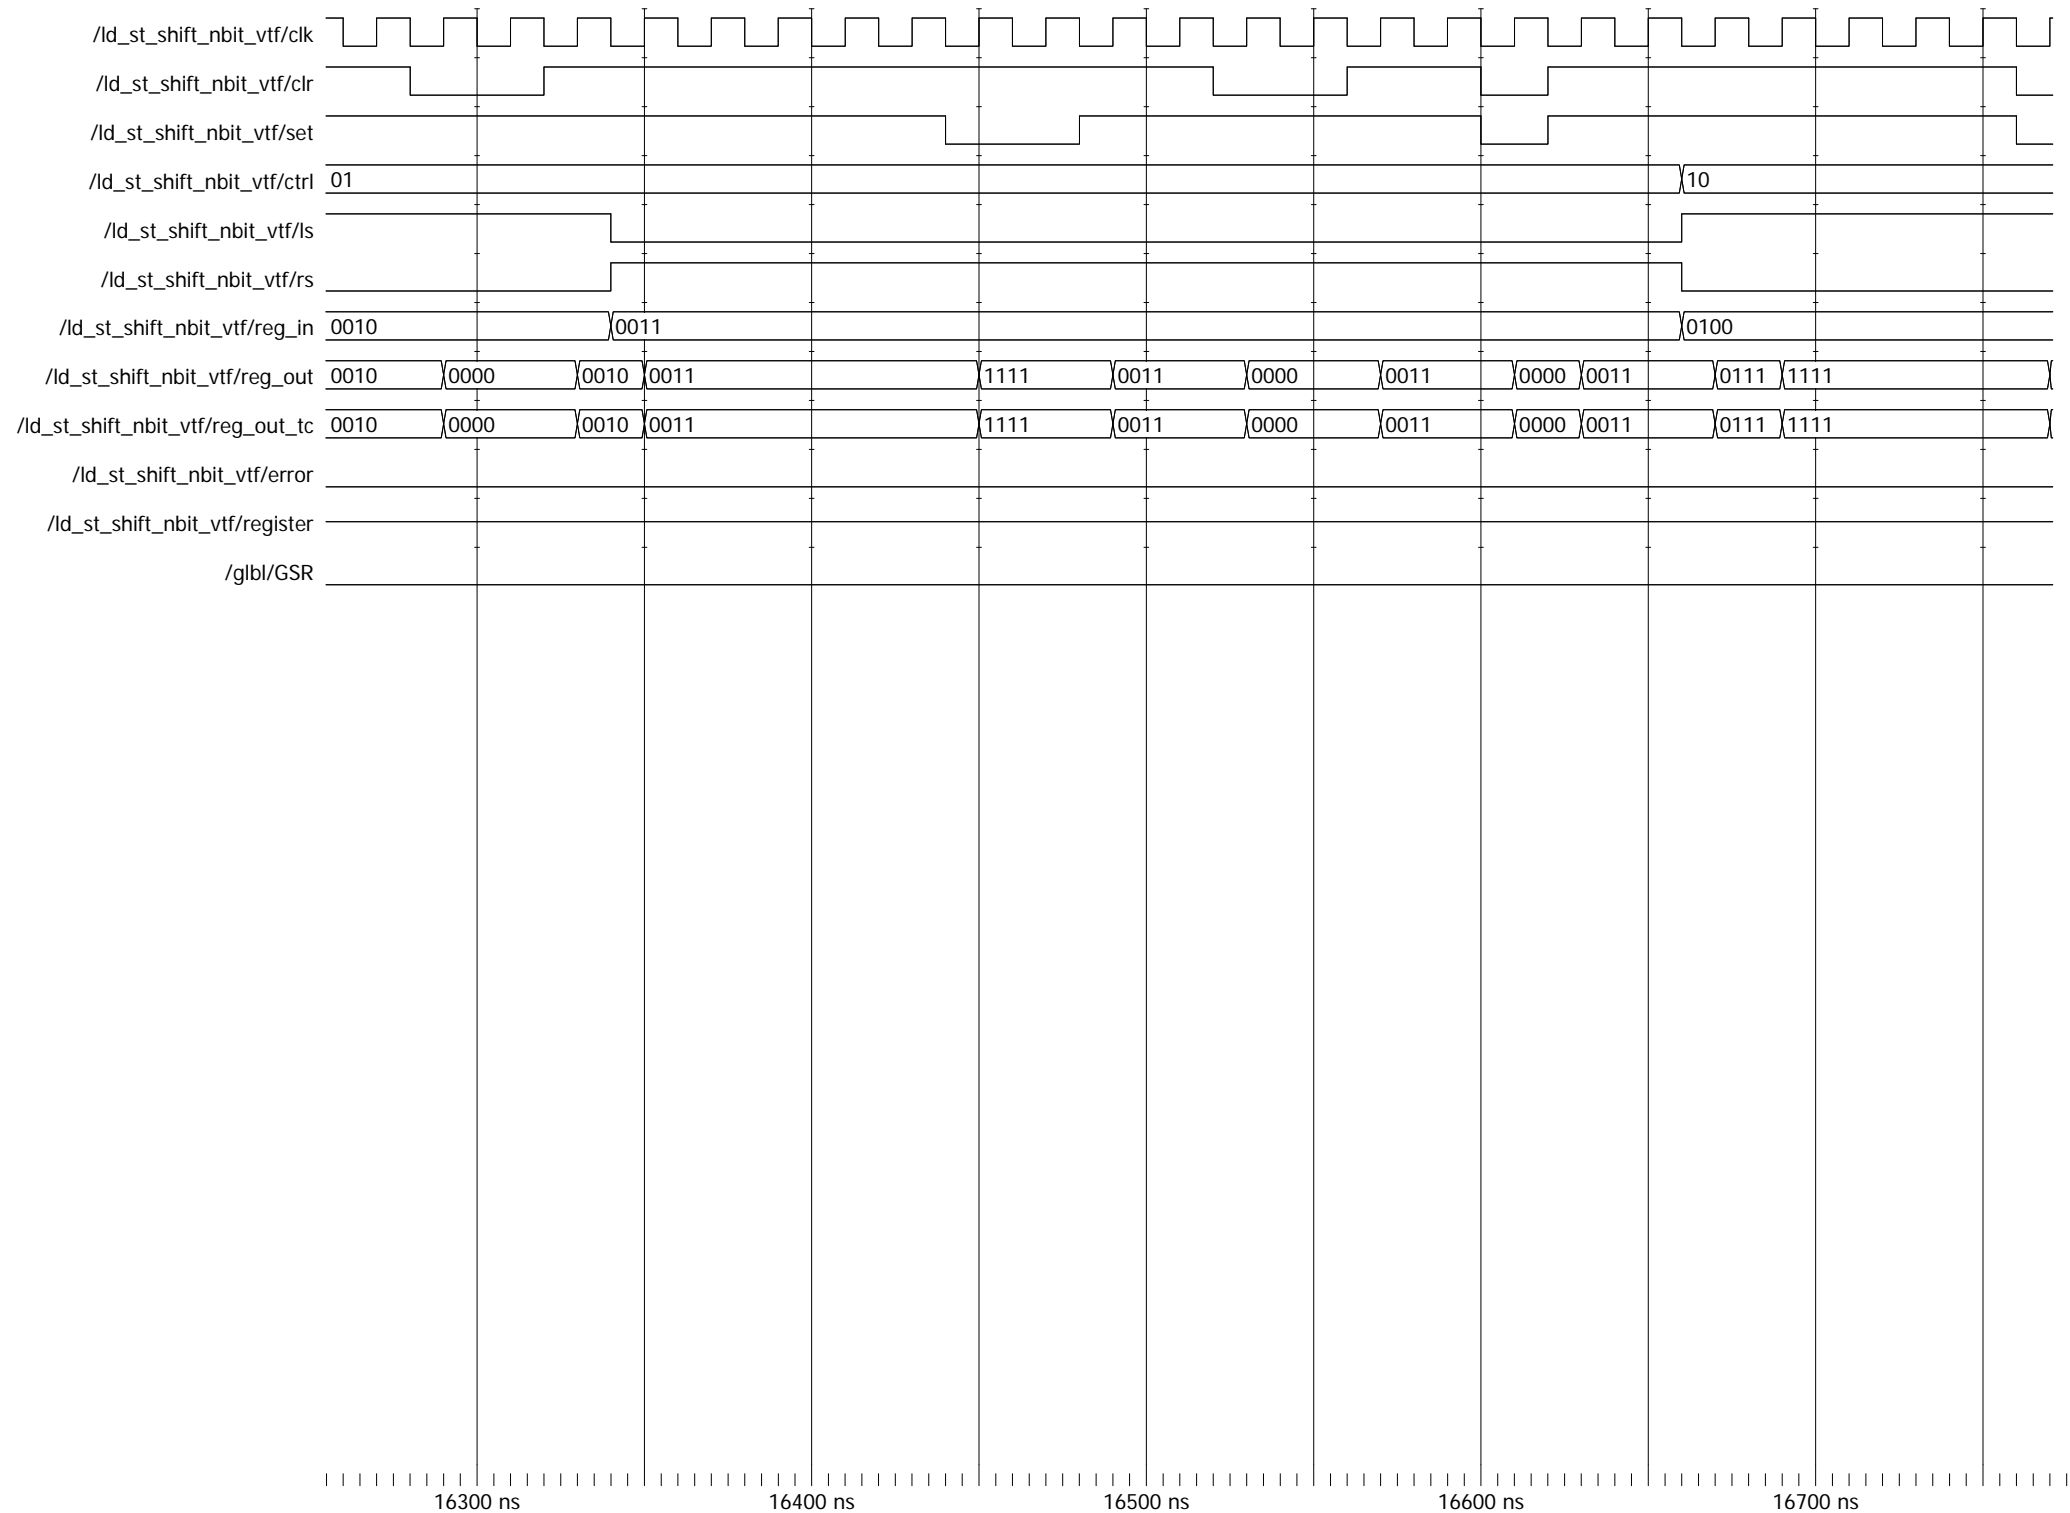 /ld_st_shift_nbit_vtf/clk
/ld_st_shift_nbit_vtf/clr
/ld_st_shift_nbit_vtf/set
/ld_st_shift_nbit_vtf/ctrl 01 10
/ld_st_shift_nbit_vtf/ls
/ld_st_shift_nbit_vtf/rs
/ld_st_shift_nbit_vtf/reg_in 0010 0011 0100
/ld_st_shift_nbit_vtf/reg_out 0010 0000 0010 0011 1111 0011 0000 0011 0000 0011 0111 1111
/ld_st_shift_nbit_vtf/reg_out_tc 0010 0000 0010 0011 1111 0011 0000 0011 0000 0011 0111 1111
/ld_st_shift_nbit_vtf/error
/ld_st_shift_nbit_vtf/register
/glbl/GSR
16300 ns 16400 ns 16500 ns 16600 ns 16700 ns